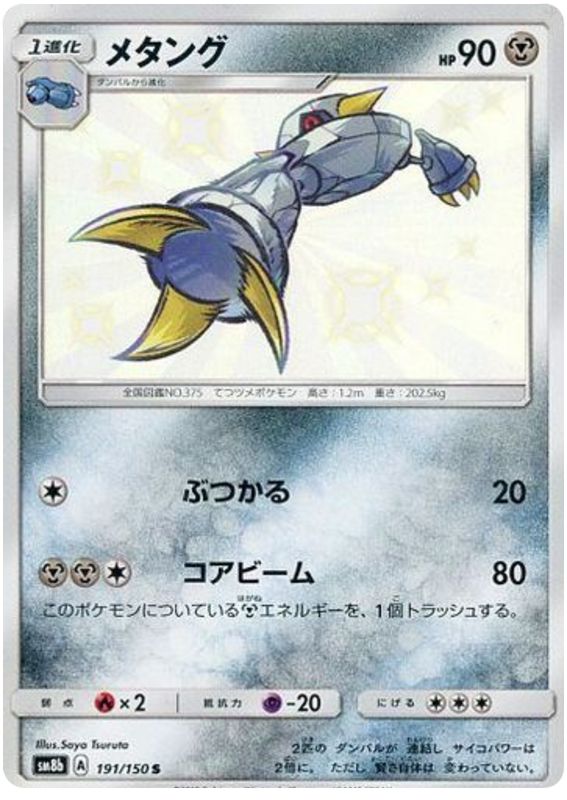 1進化
メタング
HP 90
ダンバルから進化
全国図鑑NO.375 てつツメポケモン 高さ：1.2m 重さ：202.5kg
ぶつかる 20
コアビーム 80
はがね こ
このポケモンについているエネルギーを、1個トラッシュする。
弱点 ×2 抵抗力 -20 にげる
Illus.Saya Tsuruta
sm8b A 191/150 S
2匹の ダンバルが 連結し サイコパワーは
2倍に。ただし 賢さ自体は 変わっていない。